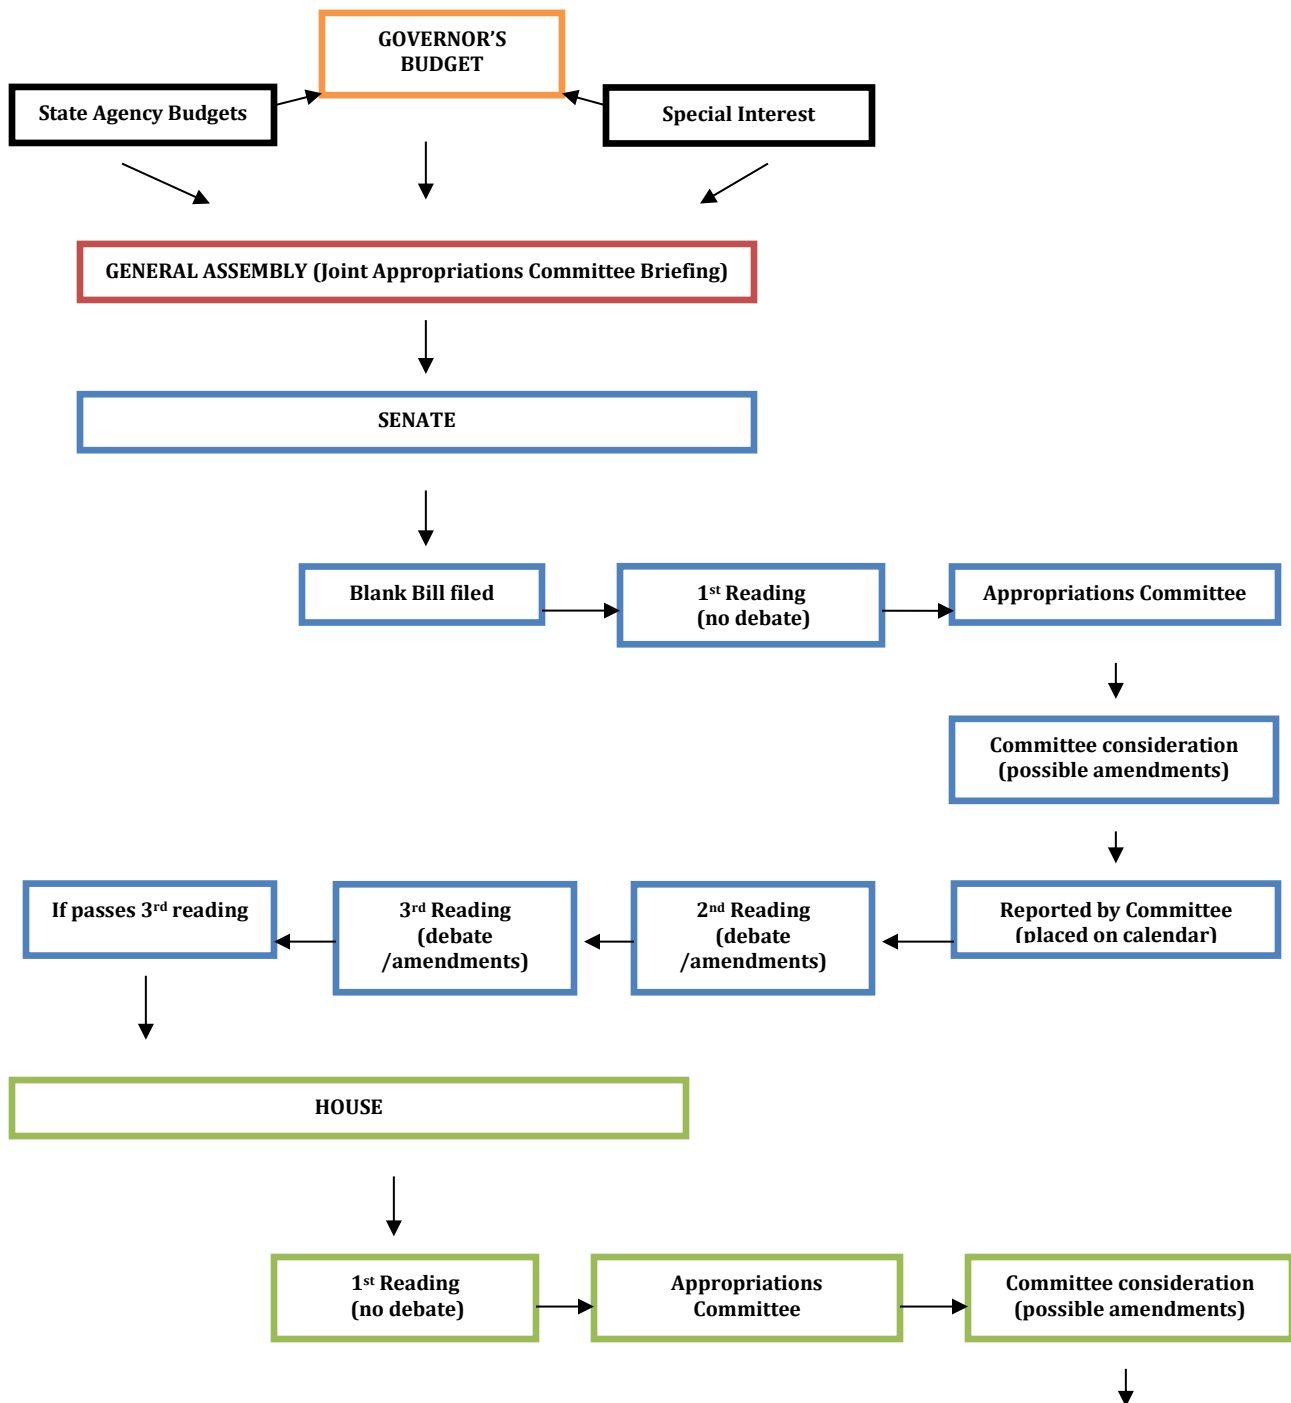 GOVERNOR’S
BUDGET
State Agency Budgets
Special Interest
GENERAL ASSEMBLY (Joint Appropriations Committee Briefing)
SENATE
Blank Bill filed
1st Reading
(no debate)
Appropriations Committee
Committee consideration
(possible amendments)
If passes 3rd reading
3rd Reading
(debate
/amendments)
2nd Reading
(debate
/amendments)
Reported by Committee
(placed on calendar)
HOUSE
1st Reading
(no debate)
Appropriations
Committee
Committee consideration
(possible amendments)